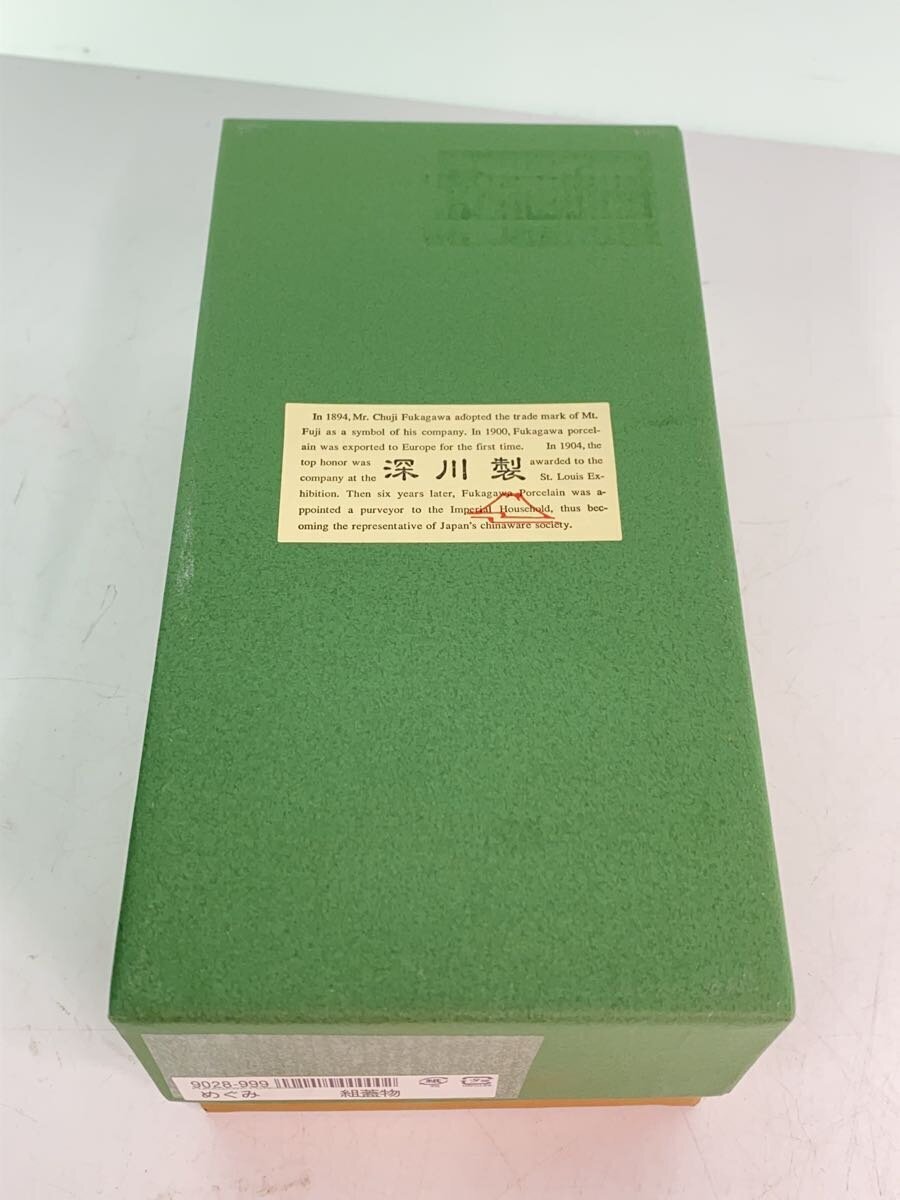 In 1894, Mr. Chuji Fukagawa adopted the trade mark of Mt.
Fuji as a symbol of his company. In 1900, Fukagawa porcel-
ain was exported to Europe for the first time. In 1904, the
top honor was 深川製 awarded to the
company at the St. Louis Ex-
hibition. Then six years later, Fukagawa Porcelain was a-
ppointed a purveyor to the Imperial Household, thus bec-
oming the representative of Japan's chinaware society.
9028-999 紙 プラ
めぐみ 組蓋物